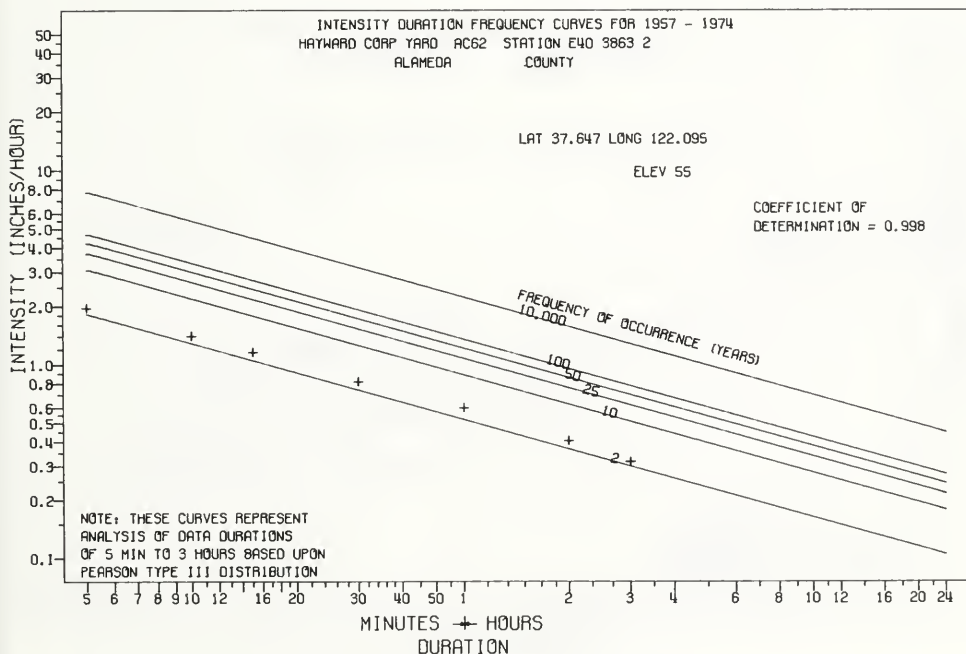 INTENSITY DURATION FREQUENCY CURVES FOR 1957 - 1974
HAYWARD CORP YARD AC62 STATION E40 3863 2
ALAMEDA COUNTY
LAT 37.647 LONG 122.095
ELEV 55
COEFFICIENT OF
DETERMINATION = 0.998
INTENSITY (INCHES/HOUR)
50
40
30
20
10
8.0
6.0
5.0
4.0
3.0
2.0
1.0
0.8
0.6
0.5
0.4
0.3
0.2
0.1
FREQUENCY OF OCCURRENCE (YEARS)
10,000
100
50
25
10
2
NOTE: THESE CURVES REPRESENT
ANALYSIS OF DATA DURATIONS
OF 5 MIN TO 3 HOURS BASED UPON
PEARSON TYPE III DISTRIBUTION
5 6 7 8 9 10 12 16 20 30 40 50 1 2 3 4 6 8 10 12 16 20 24
MINUTES + HOURS
DURATION